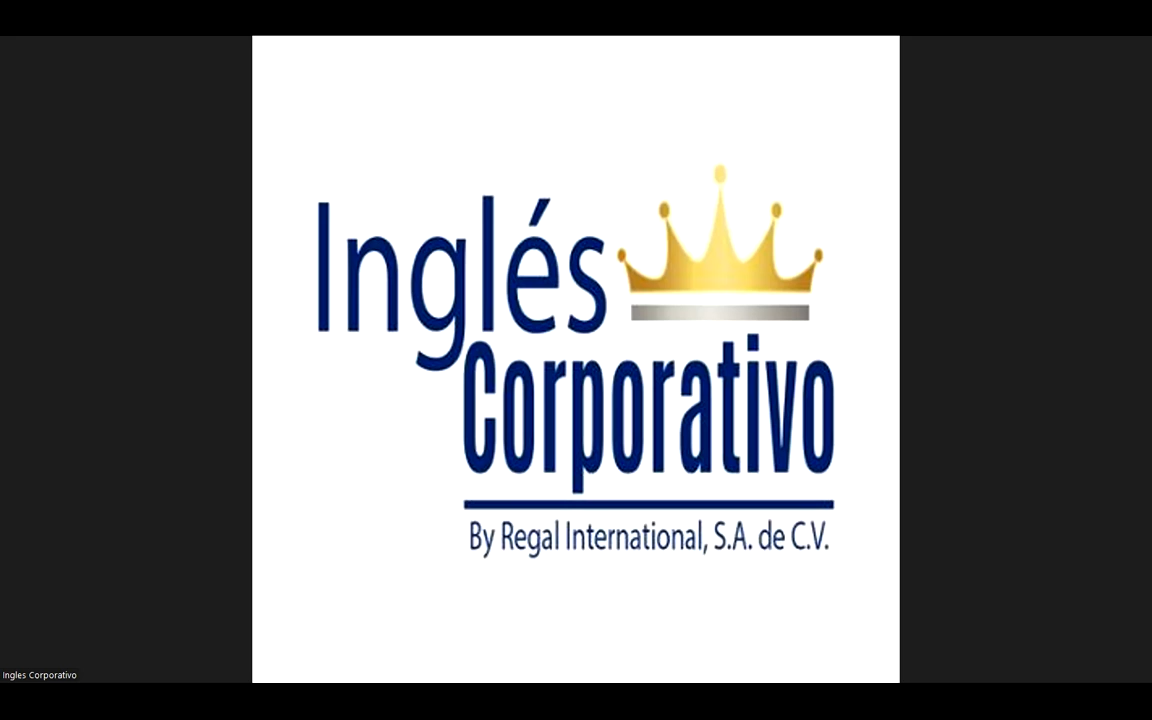 Inglés
Corporativo
By Regal International, S.A. de C.V.
Ingles Corporativo